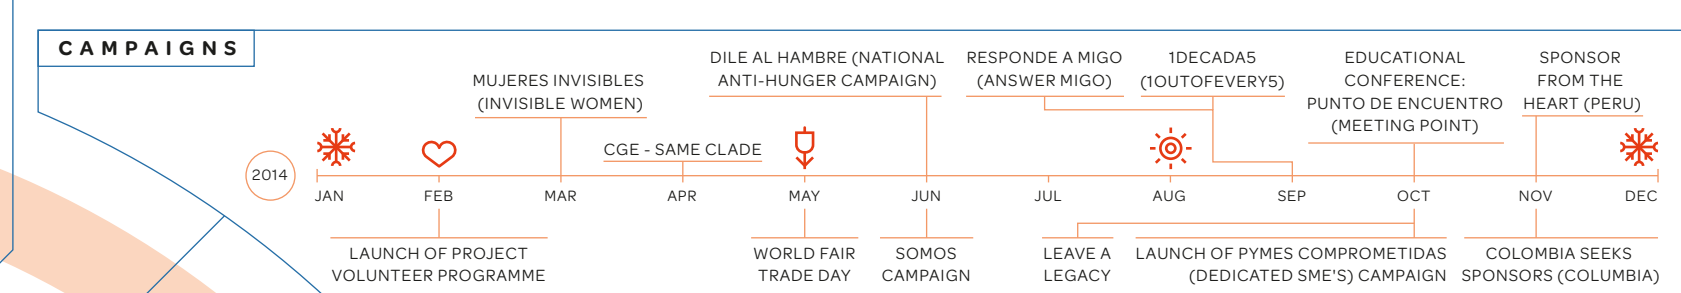 CAMPAIGNS
DILE AL HAMBRE (NATIONAL
ANTI-HUNGER CAMPAIGN)
RESPONDE A MIGO
(ANSWER MIGO)
1DECADA5
(1OUTOFEVERY5)
EDUCATIONAL
CONFERENCE:
PUNTO DE ENCUENTRO
(MEETING POINT)
SPONSOR
FROM THE
HEART (PERU)
MUJERES INVISIBLES
(INVISIBLE WOMEN)
CGE - SAME CLADE
2014
JAN FEB MAR APR MAY JUN JUL AUG SEP OCT NOV DEC
LAUNCH OF PROJECT
VOLUNTEER PROGRAMME
WORLD FAIR
TRADE DAY
SOMOS
CAMPAIGN
LEAVE A
LEGACY
LAUNCH OF PYMES COMPROMETIDAS
(DEDICATED SME'S) CAMPAIGN
COLOMBIA SEEKS
SPONSORS (COLUMBIA)